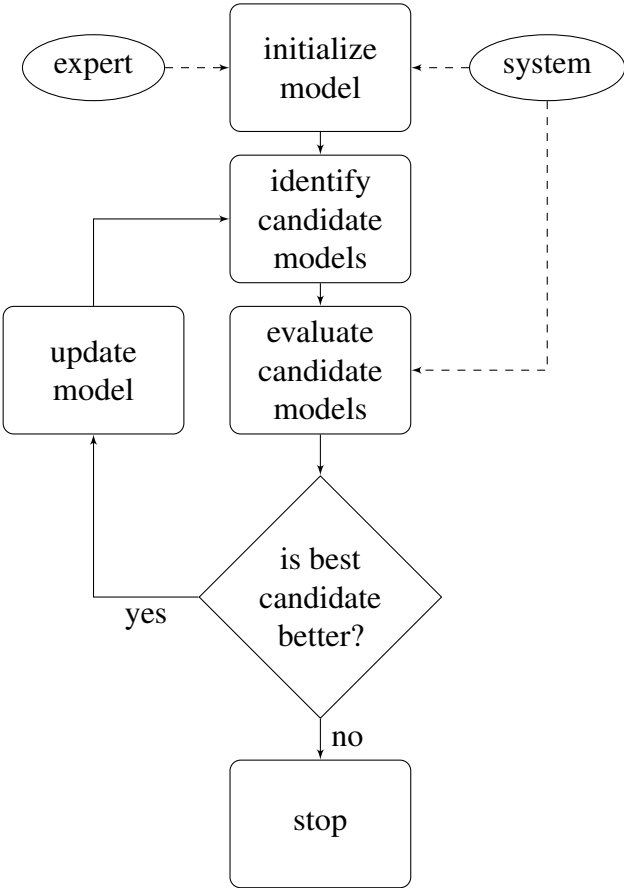 expert
initialize
model
system
identify
candidate
models
update
model
evaluate
candidate
models
is best
candidate
better?
yes
no
stop